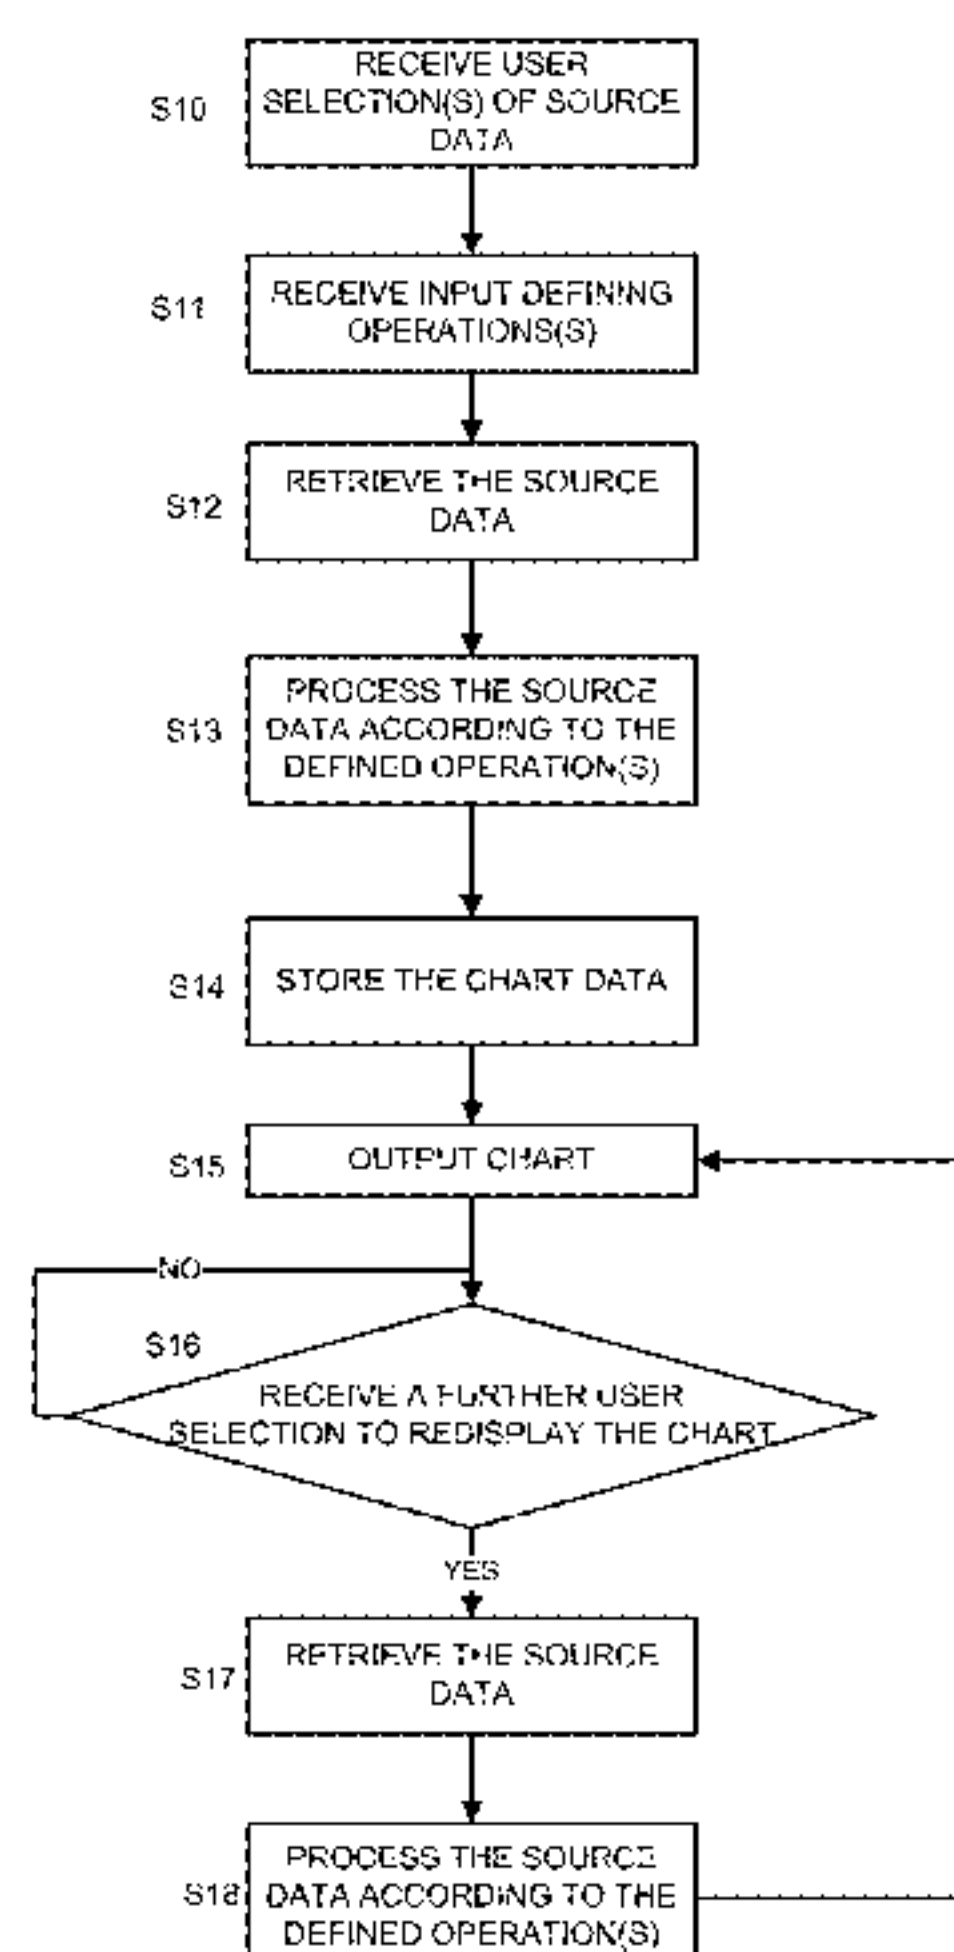 RECEIVE USER
SELECTION(S) OF SOURCE
DATA
S10
RECEIVE INPUT DEFINING
OPERATIONS(S)
S11
RETRIEVE THE SOURCE
DATA
S12
PROCESS THE SOURCE
DATA ACCORDING TO THE
DEFINED OPERATION(S)
S13
STORE THE CHART DATA
S14
OUTPUT CHART
S15
NO
S16
RECEIVE A FURTHER USER
SELECTION TO REDISPLAY THE CHART
YES
RETRIEVE THE SOURCE
DATA
S17
PROCESS THE SOURCE
DATA ACCORDING TO THE
DEFINED OPERATION(S)
S18